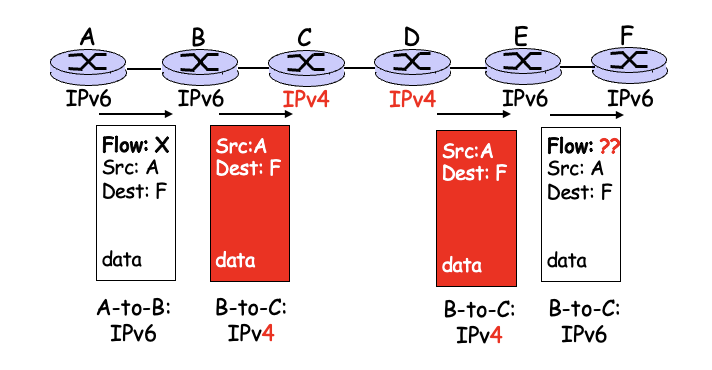 A B C D E F
IPv6 IPv6 IPv4 IPv4 IPv6 IPv6
Flow: X
Src: A
Dest: F
data
A-to-B:
IPv6
Src:A
Dest: F
data
B-to-C:
IPv4
Src:A
Dest: F
data
B-to-C:
IPv4
Flow: ??
Src: A
Dest: F
data
B-to-C:
IPv6